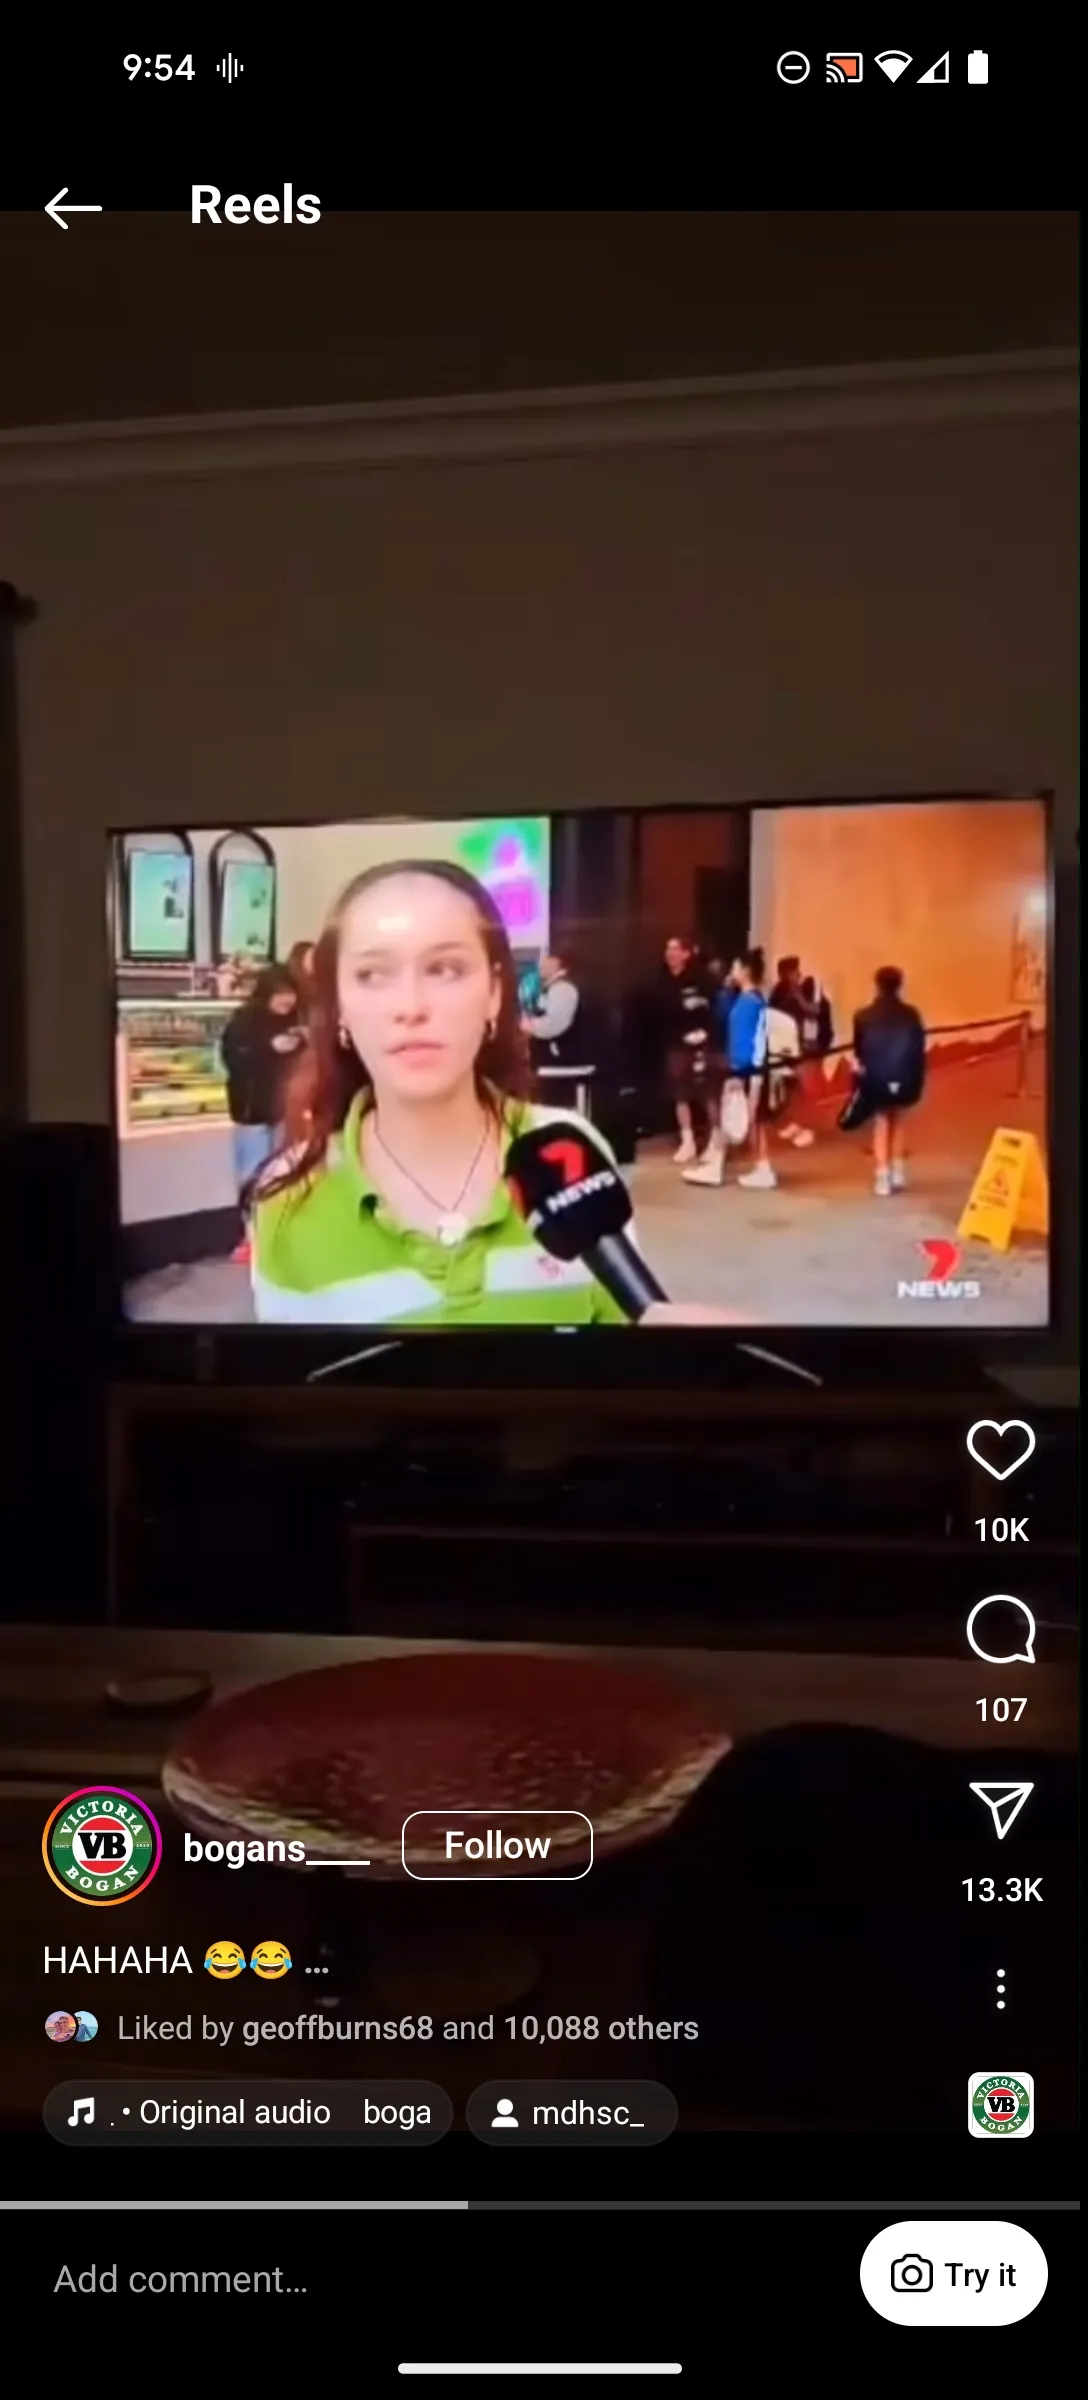 9:54
Reels
7
NEWS
7
NEWS
10K
107
13.3K
VICTORIA
VB
BOGAN
bogans____
Follow
HAHAHA 😂😂 ...
Liked by geoffburns68 and 10,088 others
. • Original audio boga
mdhsc_
VICTORIA
VB
BOGAN
Add comment...
Try it